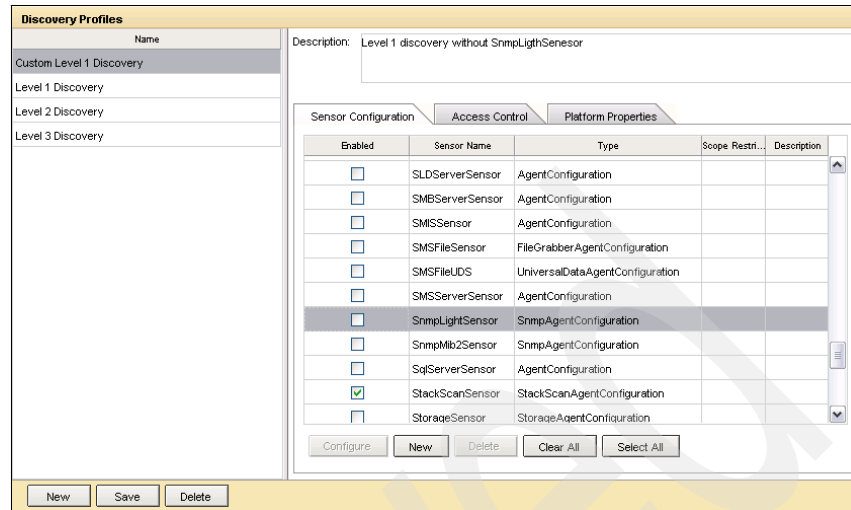 Discovery Profiles
Name
Custom Level 1 Discovery
Level 1 Discovery
Level 2 Discovery
Level 3 Discovery
Description: Level 1 discovery without SnmpLigthSenesor
Sensor Configuration Access Control Platform Properties
Enabled Sensor Name Type Scope Restri... Description
SLDServerSensor AgentConfiguration
SMBServerSensor AgentConfiguration
SMISSensor AgentConfiguration
SMSFileSensor FileGrabberAgentConfiguration
SMSFileUDS UniversalDataAgentConfiguration
SMSServerSensor AgentConfiguration
SnmpLightSensor SnmpAgentConfiguration
SnmpMib2Sensor SnmpAgentConfiguration
SqlServerSensor AgentConfiguration
StackScanSensor StackScanAgentConfiguration
StorageSensor StorageAgentConfiguration
Configure New Delete Clear All Select All
New Save Delete